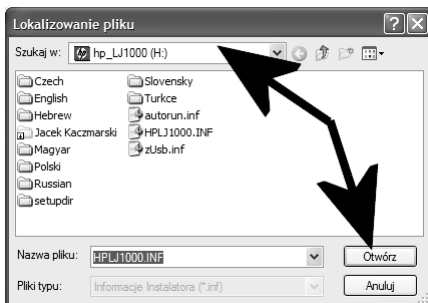 Lokalizowanie pliku
Szukaj w: hp_LJ1000 (H:)
Czech
English
Hebrew
Jacek Kaczmarski
Magyar
Polski
Russian
setupdir
Slovensky
Turkce
autorun.inf
HPLJ1000.INF
zUsb.inf
Nazwa pliku: HPLJ1000.INF Otwórz
Pliki typu: Informacje Instalatora (*.inf) Anuluj